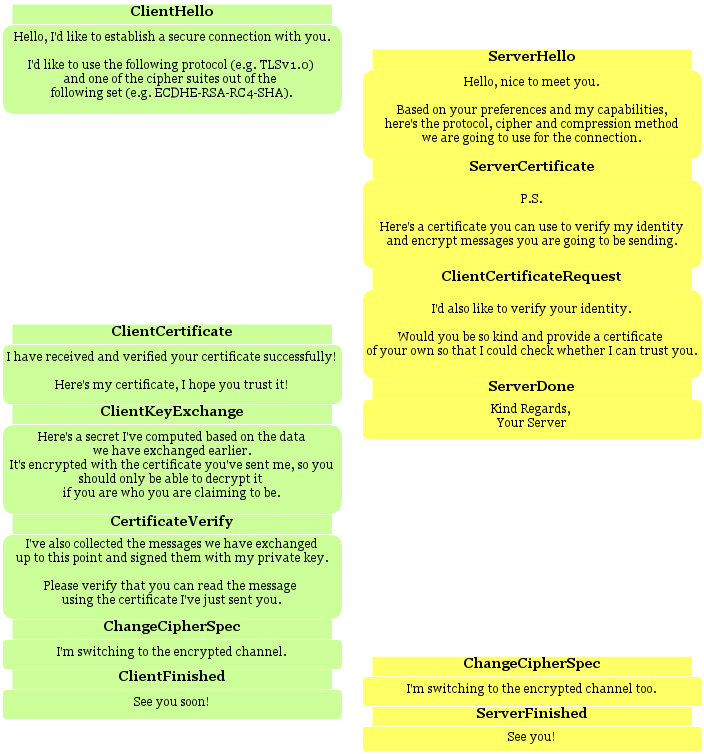 ClientHello
Hello, I'd like to establish a secure connection with you.
I'd like to use the following protocol (e.g. TLSv1.0)
and one of the cipher suites out of the
following set (e.g. ECDHE-RSA-RC4-SHA).
ServerHello
Hello, nice to meet you.
Based on your preferences and my capabilities,
here's the protocol, cipher and compression method
we are going to use for the connection.
ServerCertificate
P.S.
Here's a certificate you can use to verify my identity
and encrypt messages you are going to be sending.
ClientCertificateRequest
I'd also like to verify your identity.
Would you be so kind and provide a certificate
of your own so that I could check whether I can trust you.
ServerDone
Kind Regards,
Your Server
ClientCertificate
I have received and verified your certificate successfully!
Here's my certificate, I hope you trust it!
ClientKeyExchange
Here's a secret I've computed based on the data
we have exchanged earlier.
It's encrypted with the certificate you've sent me, so you
should only be able to decrypt it
if you are who you are claiming to be.
CertificateVerify
I've also collected the messages we have exchanged
up to this point and signed them with my private key.
Please verify that you can read the message
using the certificate I've just sent you.
ChangeCipherSpec
I'm switching to the encrypted channel.
ClientFinished
See you soon!
ChangeCipherSpec
I'm switching to the encrypted channel too.
ServerFinished
See you!